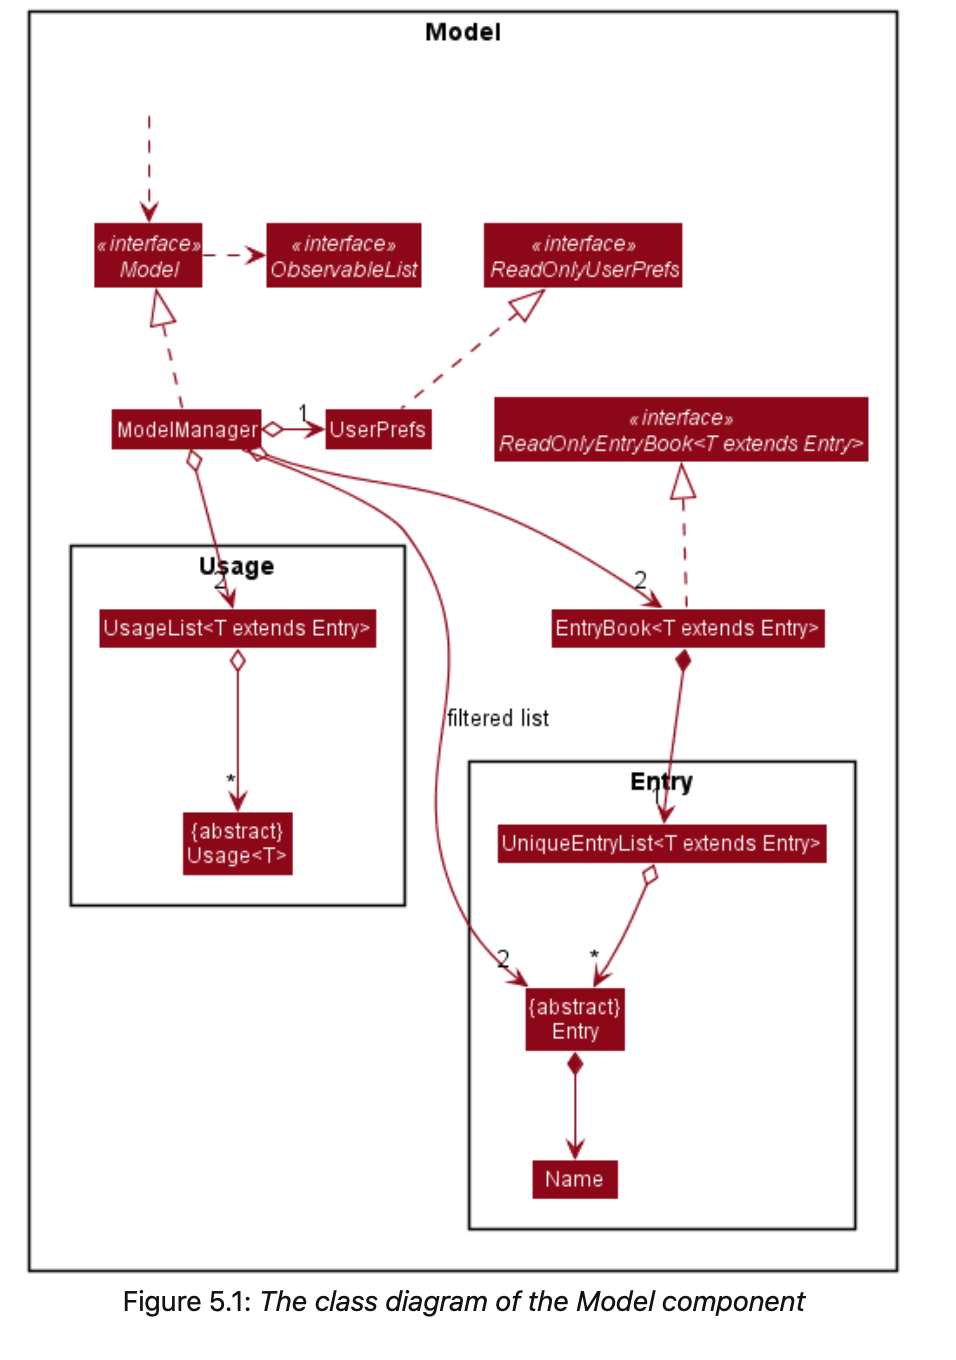 Model
«interface»
Model
«interface»
ObservableList
«interface»
ReadOnlyUserPrefs
ModelManager
1
UserPrefs
«interface»
ReadOnlyEntryBook<T extends Entry>
Usage
2
UsageList<T extends Entry>
2
EntryBook<T extends Entry>
filtered list
*
{abstract}
Usage<T>
Entry
1
UniqueEntryList<T extends Entry>
2
*
{abstract}
Entry
Name
Figure 5.1: The class diagram of the Model component